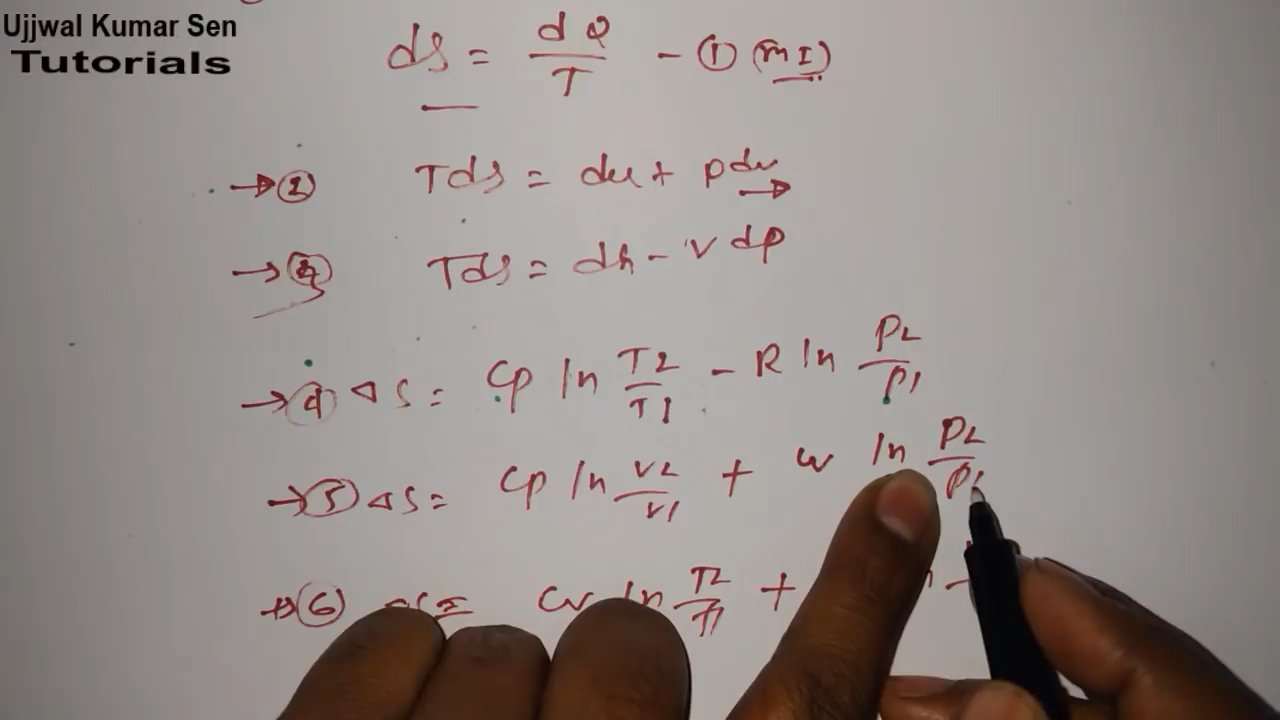 Ujjwal Kumar Sen
Tutorials
ds = dQ/T - ① (mI)
→ ② Tds = du + pdv →
→ Tds = dh - v dp
→ ④ ΔS = Cp ln T2/T1 - R ln P2/P1
→ ⑤ ΔS = Cp ln V2/V1 + Cv ln P2/P1
→ ⑥ ΔS = Cv ln T2/T1 +